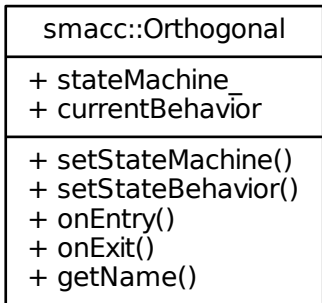 smacc::Orthogonal
+ stateMachine_
+ currentBehavior
+ setStateMachine()
+ setStateBehavior()
+ onEntry()
+ onExit()
+ getName()